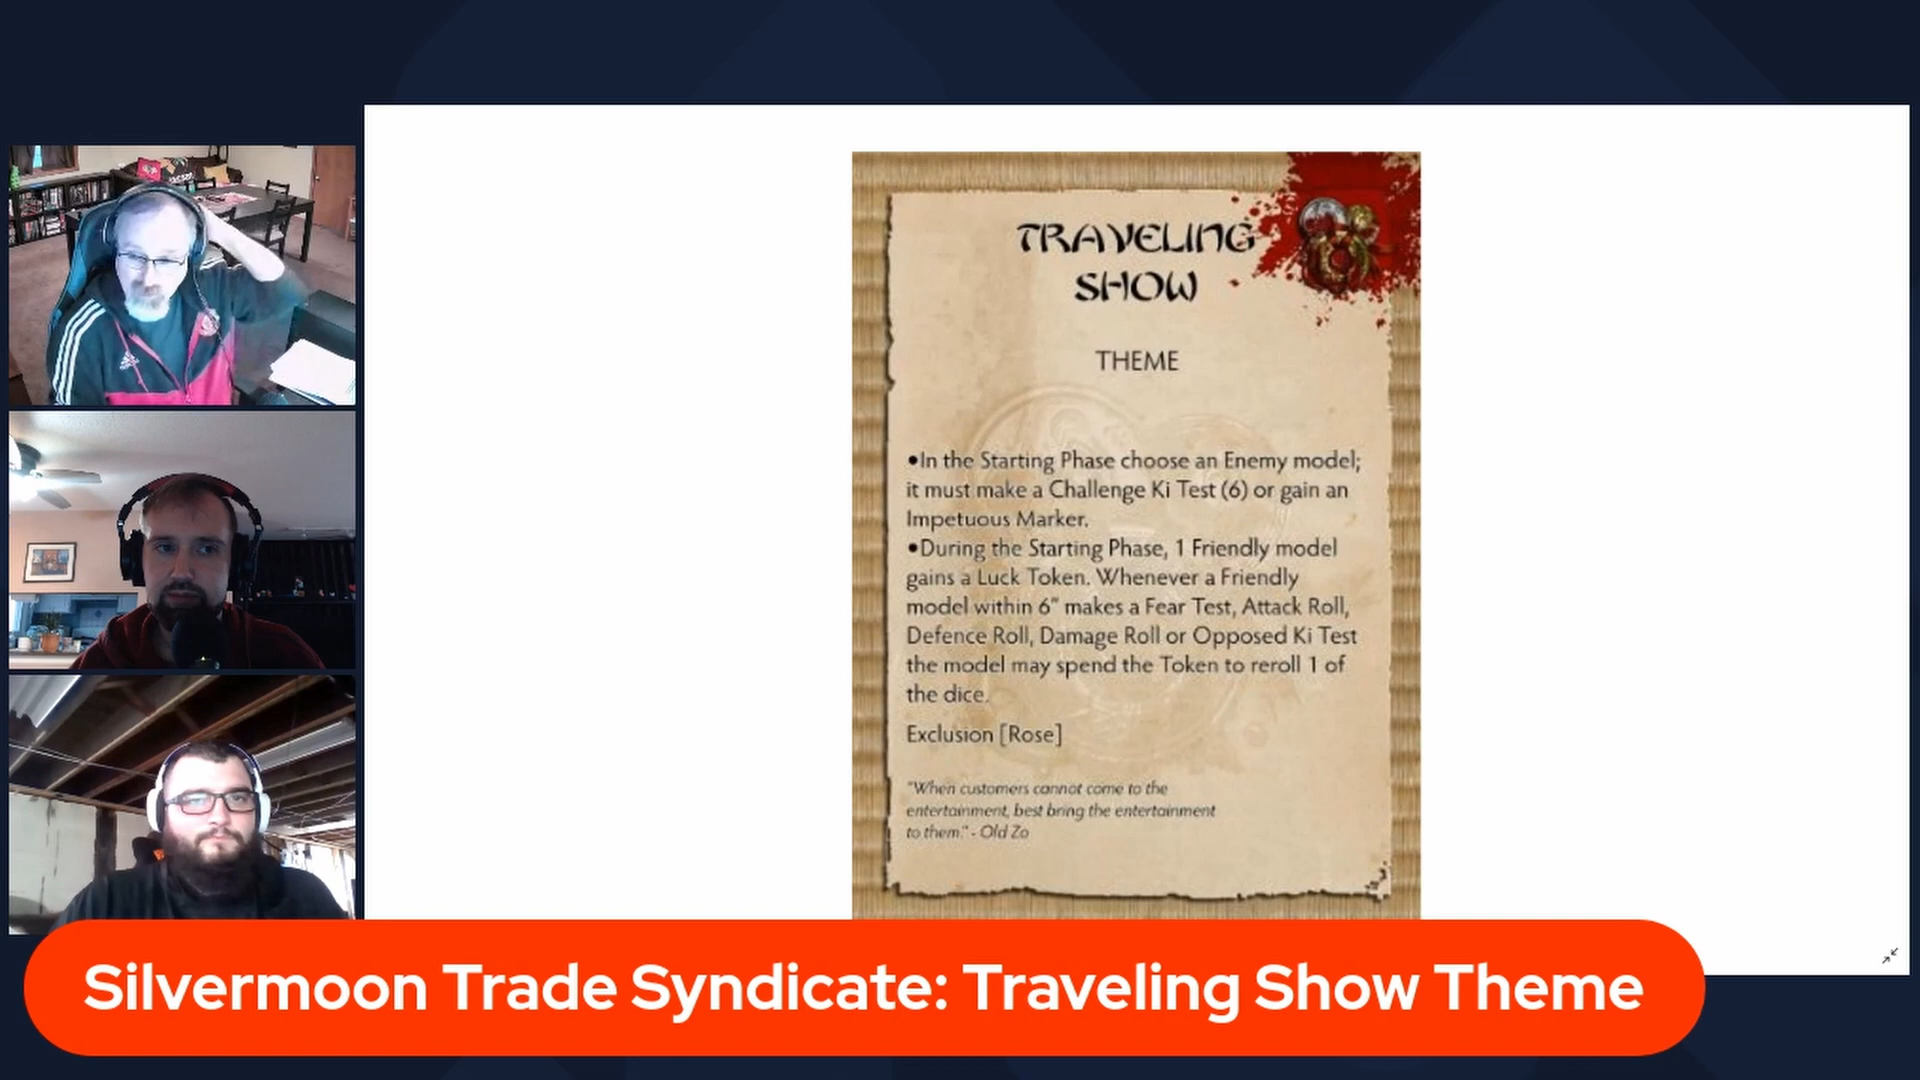 TRAVELING
SHOW
THEME
•In the Starting Phase choose an Enemy model;
it must make a Challenge Ki Test (6) or gain an
Impetuous Marker.
•During the Starting Phase, 1 Friendly model
gains a Luck Token. Whenever a Friendly
model within 6" makes a Fear Test, Attack Roll,
Defence Roll, Damage Roll or Opposed Ki Test
the model may spend the Token to reroll 1 of
the dice.
Exclusion [Rose]
"When customers cannot come to the
entertainment, best bring the entertainment
to them." - Old Zo
Silvermoon Trade Syndicate: Traveling Show Theme